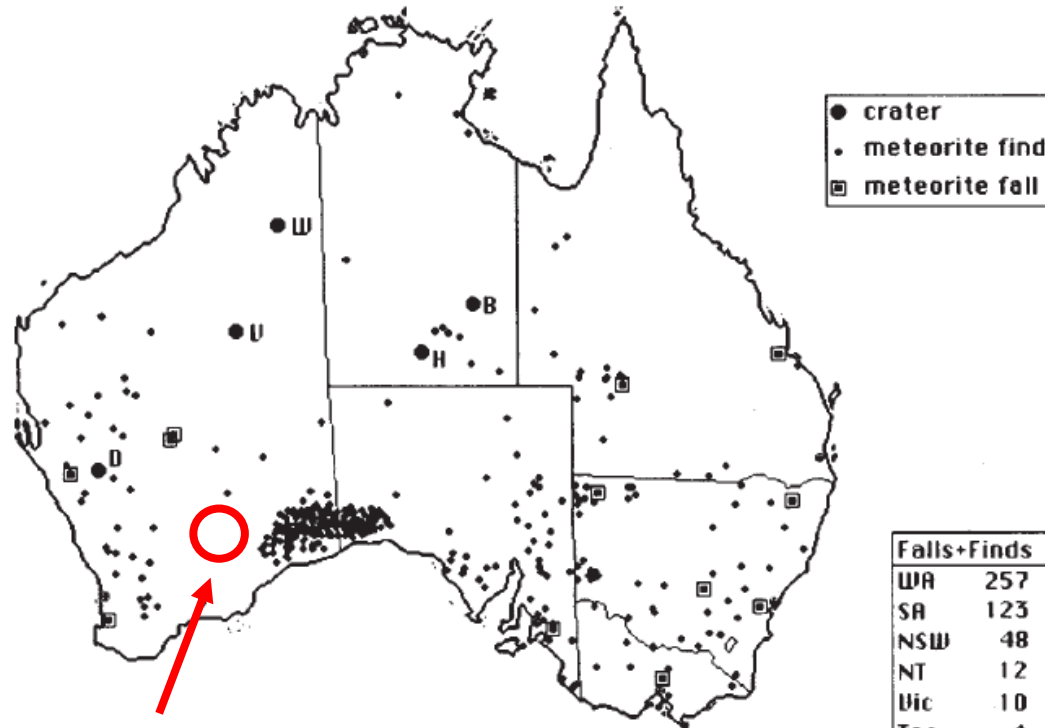 crater
meteorite find
meteorite fall
W
B
V
H
D
Falls+Finds
WA 257
SA 123
NSW 48
NT 12
Vic 10